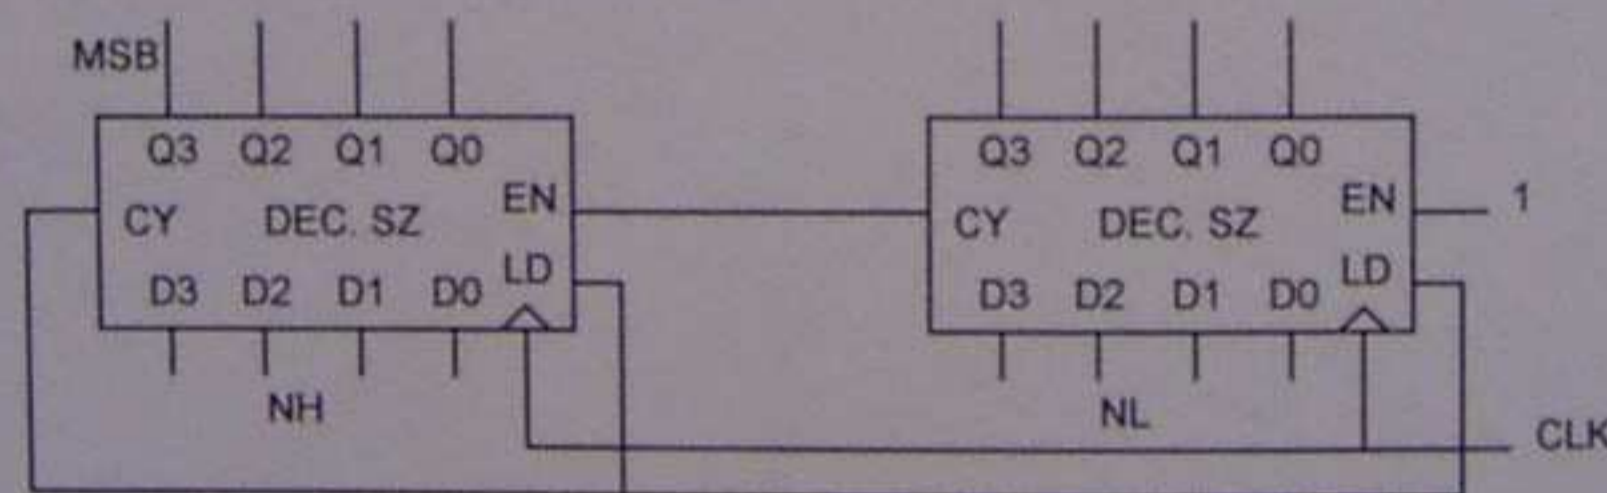 MSB
Q3 Q2 Q1 Q0
EN
CY DEC. SZ
LD
D3 D2 D1 D0
NH
Q3 Q2 Q1 Q0
EN 1
CY DEC. SZ
LD
D3 D2 D1 D0
NL
CLK